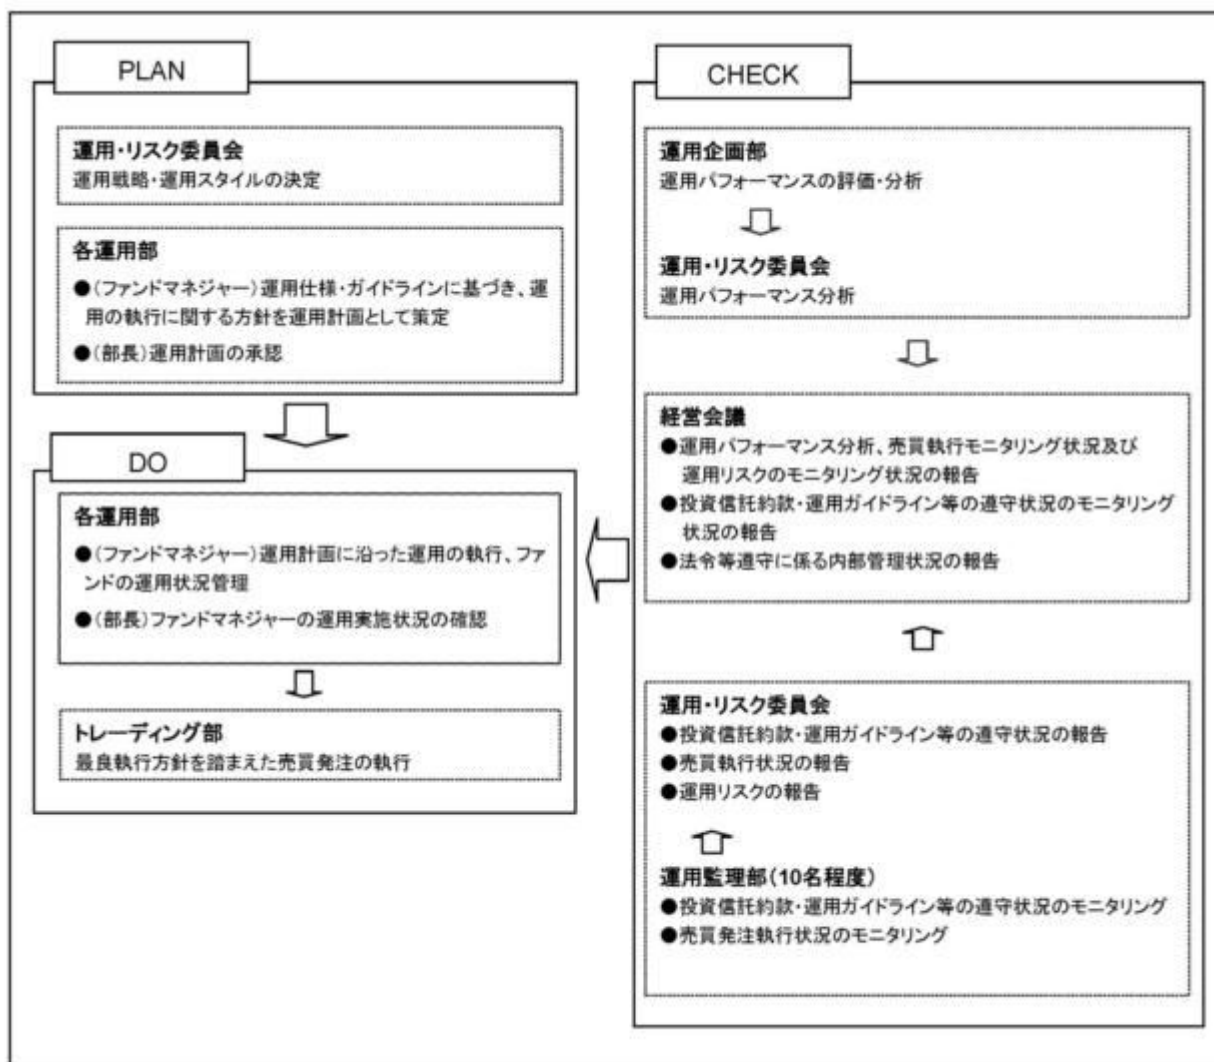 PLAN
運用・リスク委員会
運用戦略・運用スタイルの決定
各運用部
●(ファンドマネジャー)運用仕様・ガイドラインに基づき、運
用の執行に関する方針を運用計画として策定
●(部長)運用計画の承認
DO
各運用部
●(ファンドマネジャー)運用計画に沿った運用の執行、ファ
ンドの運用状況管理
●(部長)ファンドマネジャーの運用実施状況の確認
トレーディング部
最良執行方針を踏まえた売買発注の執行
CHECK
運用企画部
運用パフォーマンスの評価・分析
運用・リスク委員会
運用パフォーマンス分析
経営会議
●運用パフォーマンス分析、売買執行モニタリング状況及び
運用リスクのモニタリング状況の報告
●投資信託約款・運用ガイドライン等の遵守状況のモニタリング
状況の報告
●法令等遵守に係る内部管理状況の報告
運用・リスク委員会
●投資信託約款・運用ガイドライン等の遵守状況の報告
●売買執行状況の報告
●運用リスクの報告
運用監理部(10名程度)
●投資信託約款・運用ガイドライン等の遵守状況のモニタリング
●売買発注執行状況のモニタリング